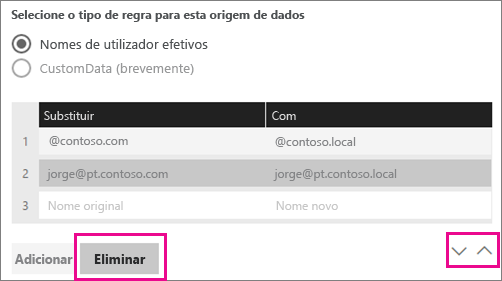 Selecione o tipo de regra para esta origem de dados
Nomes de utilizador efetivos
CustomData (brevemente)
Substituir Com
1 @contoso.com @contoso.local
2 jorge@pt.contoso.com jorge@pt.contoso.local
3 Nome original Nome novo
Adicionar Eliminar